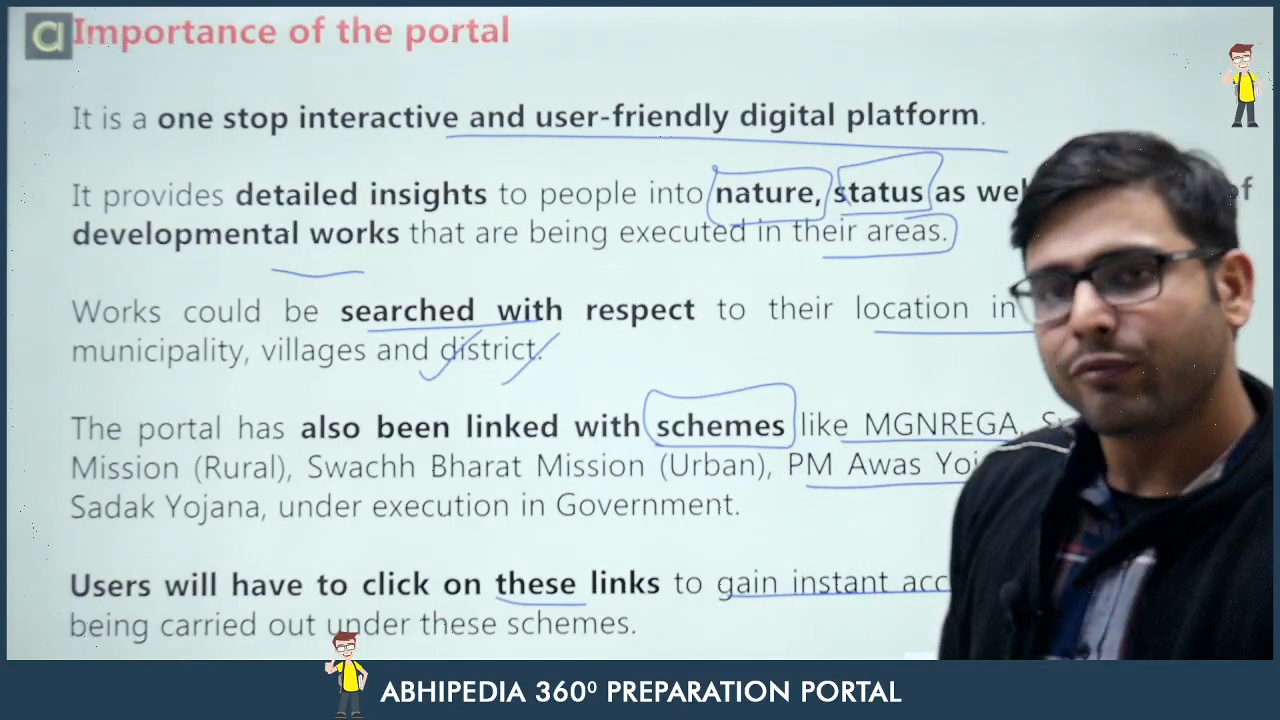 a Importance of the portal
It is a one stop interactive and user-friendly digital platform.
It provides detailed insights to people into nature, status as of
developmental works that are being executed in their areas.
Works could be searched with respect to their location in
municipality, villages and district.
The portal has also been linked with schemes like MGNREGA,
Mission (Rural), Swachh Bharat Mission (Urban), PM Awas
Sadak Yojana, under execution in Government.
Users will have to click on these links to gain instant
being carried out under these schemes.
ABHIPEDIA 360⁰ PREPARATION PORTAL